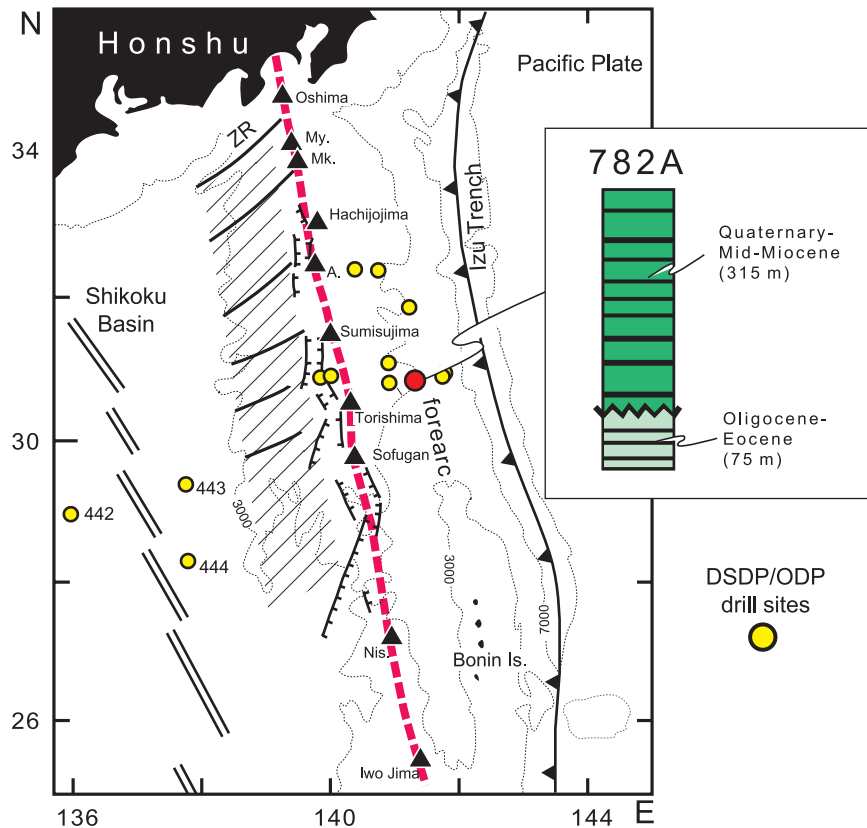 N
Honshu
Pacific Plate
Oshima
ZR
My.
34
Mk.
782A
Izu Trench
Hachijojima
Quaternary-
Mid-Miocene
(315 m)
A.
Shikoku
Basin
Sumisujima
forearc
Torishima
Oligocene-
Eocene
(75 m)
30
Sofugan
443
3000
442
444
3000
7000
DSDP/ODP
drill sites
Nis.
Bonin Is.
26
Iwo Jima
136
140
144
E